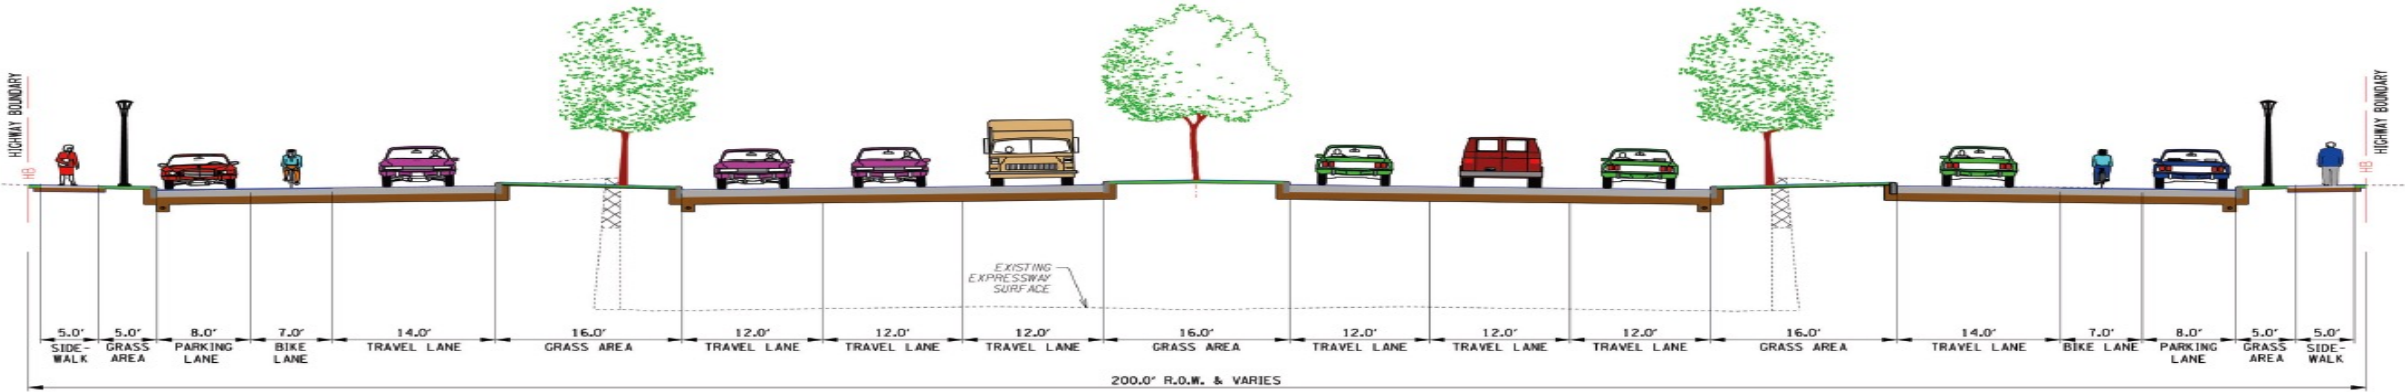 HIGHWAY BOUNDARY
HB
HIGHWAY BOUNDARY
HB
EXISTING
EXPRESSWAY
SURFACE
5.0' 5.0' 8.0' 7.0' 14.0' 16.0' 12.0' 12.0' 12.0' 16.0' 12.0' 12.0' 12.0' 16.0' 14.0' 7.0' 8.0' 5.0' 5.0'
SIDE- GRASS PARKING BIKE TRAVEL LANE GRASS AREA TRAVEL LANE TRAVEL LANE TRAVEL LANE GRASS AREA TRAVEL LANE TRAVEL LANE TRAVEL LANE GRASS AREA TRAVEL LANE BIKE LANE PARKING GRASS SIDE-
WALK AREA LANE LANE LANE AREA WALK
200.0' R.O.W. & VARIES